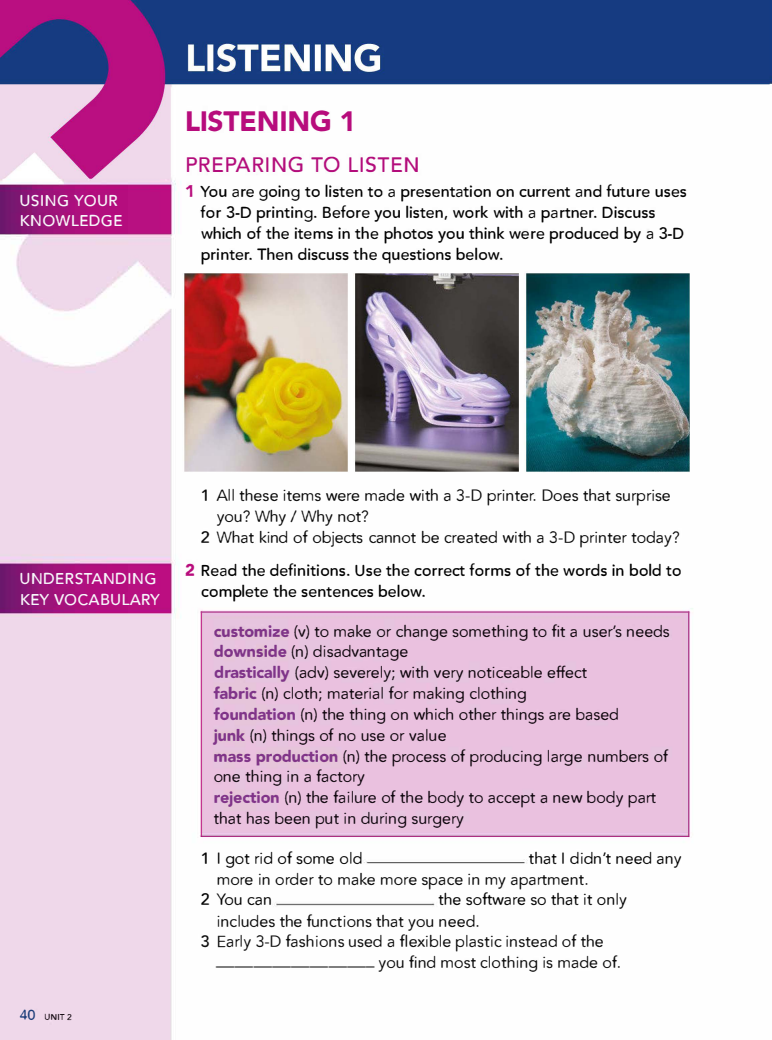 LISTENING
LISTENING 1
PREPARING TO LISTEN
USING YOUR
KNOWLEDGE
1 You are going to listen to a presentation on current and future uses
for 3-D printing. Before you listen, work with a partner. Discuss
which of the items in the photos you think were produced by a 3-D
printer. Then discuss the questions below.
1 All these items were made with a 3-D printer. Does that surprise
you? Why / Why not?
2 What kind of objects cannot be created with a 3-D printer today?
UNDERSTANDING
KEY VOCABULARY
2 Read the definitions. Use the correct forms of the words in bold to
complete the sentences below.
customize (v) to make or change something to fit a user's needs
downside (n) disadvantage
drastically (adv) severely; with very noticeable effect
fabric (n) cloth; material for making clothing
foundation (n) the thing on which other things are based
junk (n) things of no use or value
mass production (n) the process of producing large numbers of
one thing in a factory
rejection (n) the failure of the body to accept a new body part
that has been put in during surgery
1 I got rid of some old ____________________ that I didn't need any
more in order to make more space in my apartment.
2 You can ____________________ the software so that it only
includes the functions that you need.
3 Early 3-D fashions used a flexible plastic instead of the
____________________ you find most clothing is made of.
40 UNIT 2